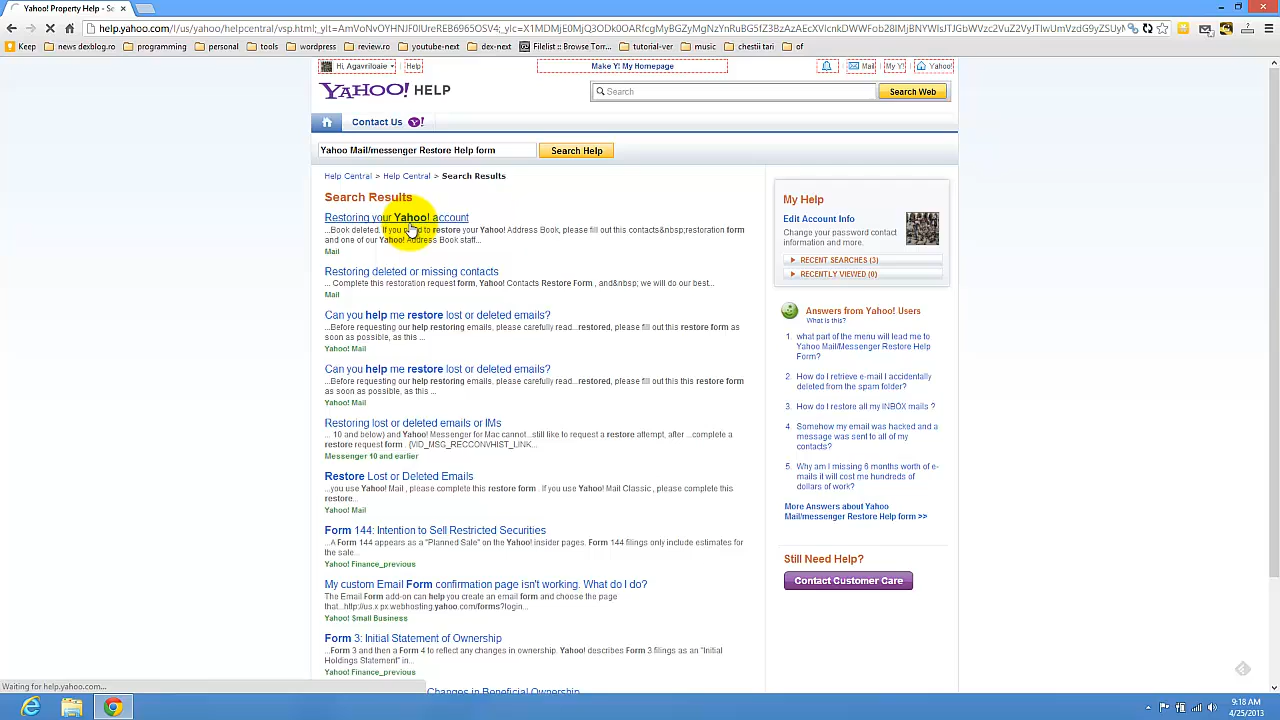 Yahoo! Property Help - Se
help.yahoo.com/l/us/yahoo/helpcentral/vsp.html;
Keep news dexblog.ro programming personal tools wordpress review.ro youtube-next dex-next Filelist :: Browse Torr... tutorial-ver music chestii tari of
Hi, Agavriloaie Help Make Y! My Homepage Mail My Y! Yahoo!
YAHOO! HELP Search Search Web
Contact Us Y!
Yahoo Mail/messenger Restore Help form Search Help
Help Central > Help Central > Search Results
Search Results
Restoring your Yahoo! account
...Book deleted. If you need to restore your Yahoo! Address Book, please fill out this contacts&nbsp;restoration form
and one of our Yahoo! Address Book staff...
Mail
Restoring deleted or missing contacts
... Complete this restoration request form, Yahoo! Contacts Restore Form , and&nbsp; we will do our best...
Mail
Can you help me restore lost or deleted emails?
...Before requesting our help restoring emails, please carefully read...restored, please fill out this restore form as
soon as possible, as this ...
Yahoo! Mail
Can you help me restore lost or deleted emails?
...Before requesting our help restoring emails, please carefully read...restored, please fill out this this restore form
as soon as possible, as this ...
Yahoo! Mail
Restoring lost or deleted emails or IMs
... 10 and below) and Yahoo! Messenger for Mac cannot...still like to request a restore attempt, after ...complete a
restore request form . {VID_MSG_RECCONVHIST_LINK...
Messenger 10 and earlier
Restore Lost or Deleted Emails
...you use Yahoo! Mail , please complete this restore form . If you use Yahoo! Mail Classic , please complete this
restore...
Yahoo! Mail
Form 144: Intention to Sell Restricted Securities
...A Form 144 appears as a "Planned Sale" on the Yahoo! insider pages. Form 144 filings only include estimates for
the sale...
Yahoo! Finance_previous
My custom Email Form confirmation page isn't working. What do I do?
The Email Form add-on can help you create an email form and choose the page
that...http://us.x.px.webhosting.yahoo.com/forms?login...
Yahoo! Small Business
Form 3: Initial Statement of Ownership
...Form 3 and then a Form 4 to reflect any changes in ownership. Yahoo! describes Form 3 filings as an "Initial
Holdings Statement" in...
Yahoo! Finance_previous
Changes in Beneficial Ownership
My Help
Edit Account Info
Change your password contact
information and more.
RECENT SEARCHES (3)
RECENTLY VIEWED (0)
Answers from Yahoo! Users
What is this?
1. what part of the menu will lead me to
Yahoo Mail/Messenger Restore Help
Form?
2. How do I retrieve e-mail I accidentally
deleted from the spam folder?
3. How do I restore all my INBOX mails ?
4. Somehow my email was hacked and a
message was sent to all of my
contacts?
5. Why am I missing 6 months worth of e-
mails it will cost me hundreds of
dollars of work?
More Answers about Yahoo
Mail/messenger Restore Help form >>
Still Need Help?
Contact Customer Care
Waiting for help.yahoo.com...
9:18 AM
4/25/2013